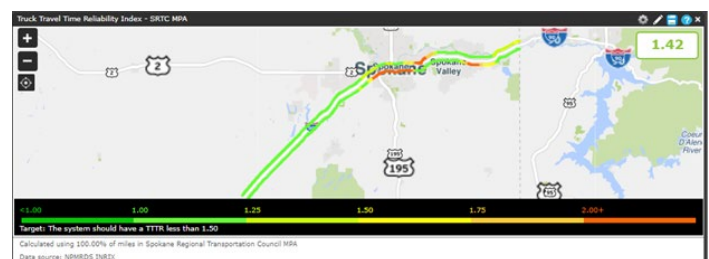 Truck Travel Time Reliability Index - SRTC MPA
1.42
2
90
90
95
2
Spokane
Spokane
Spokane
Valley
95
Coeur
D'Alene
River
195
195
95
<1.00 1.00 1.25 1.50 1.75 2.00+
Target: The system should have a TTTR less than 1.50
Calculated using 100.00% of miles in Spokane Regional Transportation Council MPA
Data source: NPMRDS INRIX